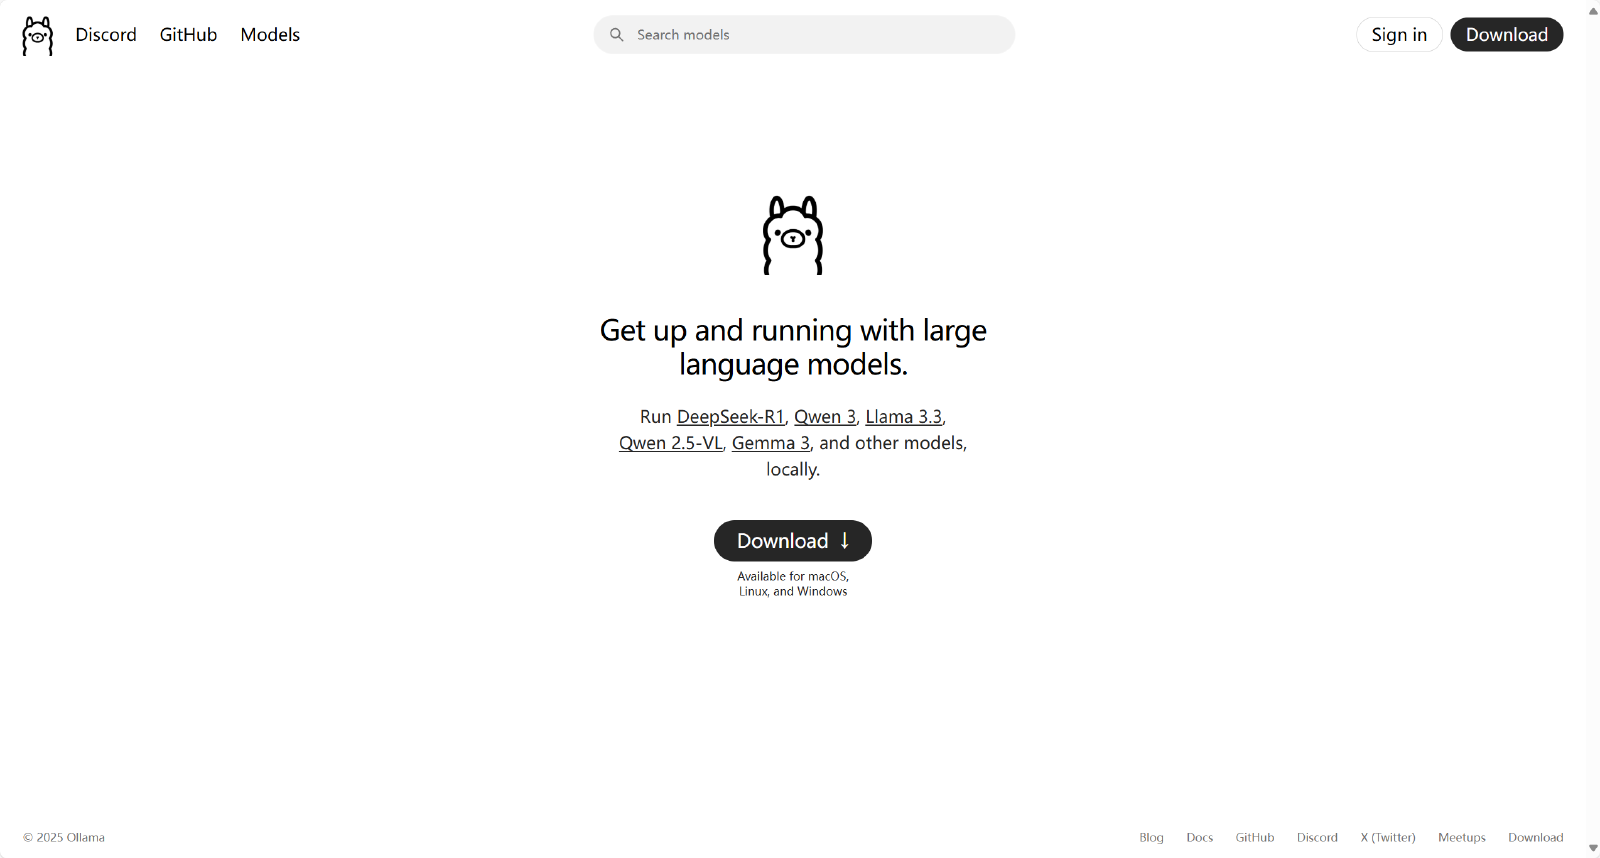 Discord GitHub Models Search models Sign in Download
Get up and running with large
language models.
Run DeepSeek-R1, Qwen 3, Llama 3.3,
Qwen 2.5-VL, Gemma 3, and other models,
locally.
Download ↓
Available for macOS,
Linux, and Windows
© 2025 Ollama Blog Docs GitHub Discord X (Twitter) Meetups Download